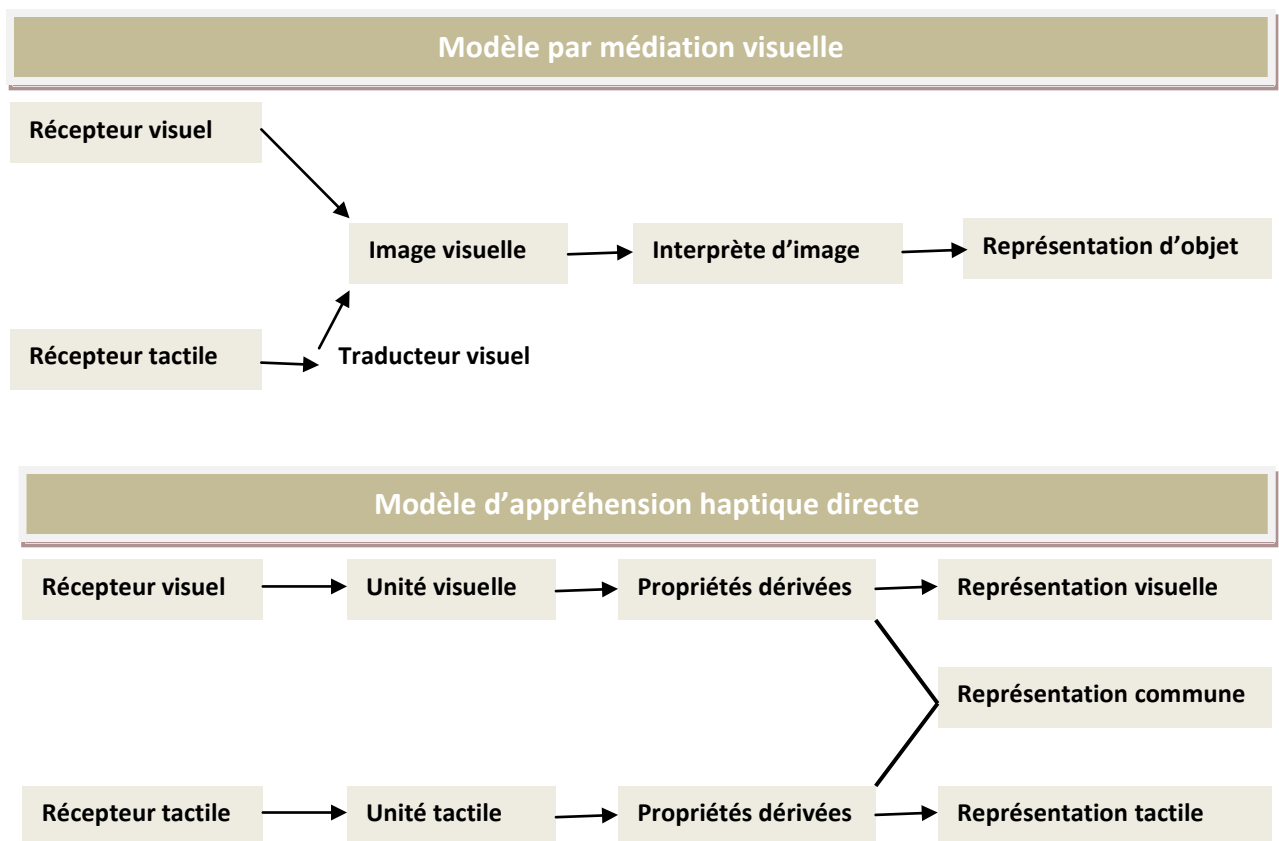 Modèle par médiation visuelle
Récepteur visuel
Image visuelle
Interprète d’image
Représentation d’objet
Récepteur tactile
Traducteur visuel
Modèle d’appréhension haptique directe
Récepteur visuel
Unité visuelle
Propriétés dérivées
Représentation visuelle
Représentation commune
Récepteur tactile
Unité tactile
Propriétés dérivées
Représentation tactile